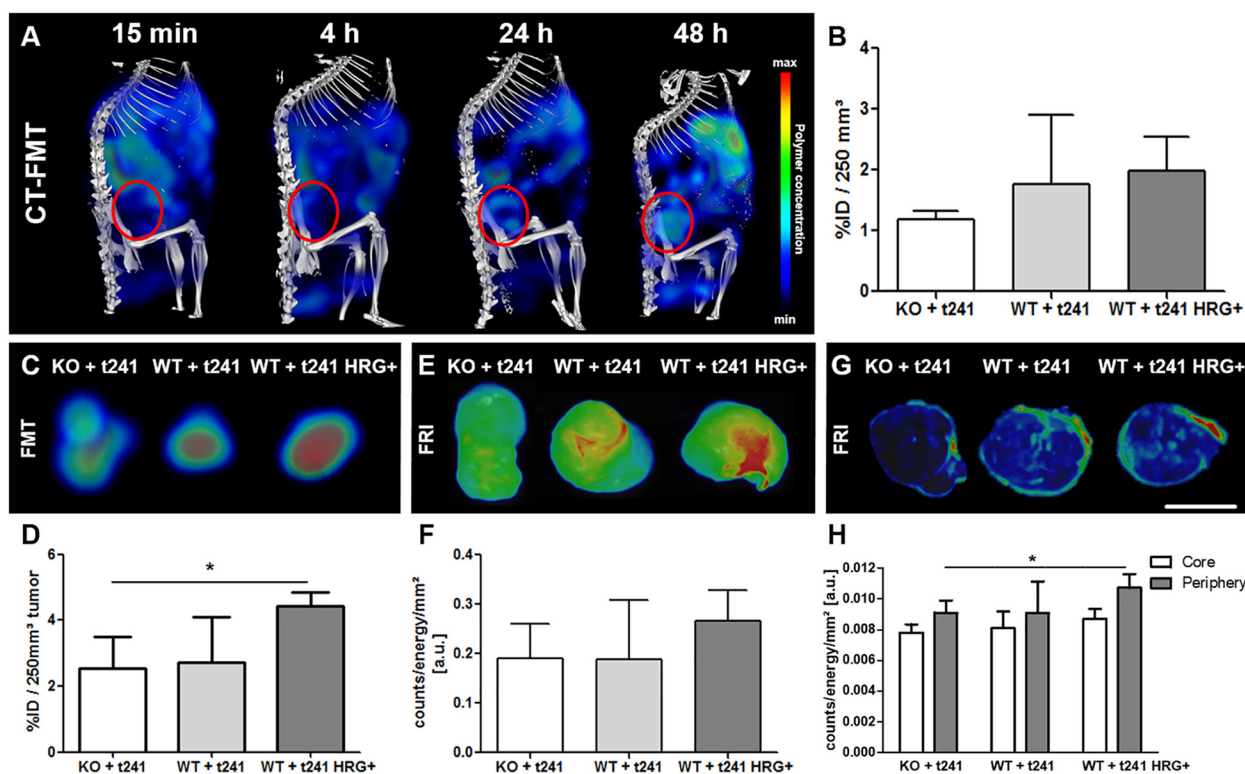 A
15 min
4 h
24 h
48 h
CT-FMT
max
Polymer concentration
min
B
%ID / 250 mm³
4
3
2
1
0
KO + t241
WT + t241
WT + t241 HRG+
C
KO + t241
WT + t241
WT + t241 HRG+
FMT
E
KO + t241
WT + t241
WT + t241 HRG+
FRI
G
KO + t241
WT + t241
WT + t241 HRG+
FRI
D
%ID / 250mm³ tumor
6
4
2
0
*
KO + t241
WT + t241
WT + t241 HRG+
F
counts/energy/mm²
[a.u.]
0.4
0.3
0.2
0.1
0.0
KO + t241
WT + t241
WT + t241 HRG+
H
counts/energy/mm² [a.u.]
0.012
0.010
0.008
0.006
0.004
0.002
0.000
*
Core
Periphery
KO + t241
WT + t241
WT + t241 HRG+